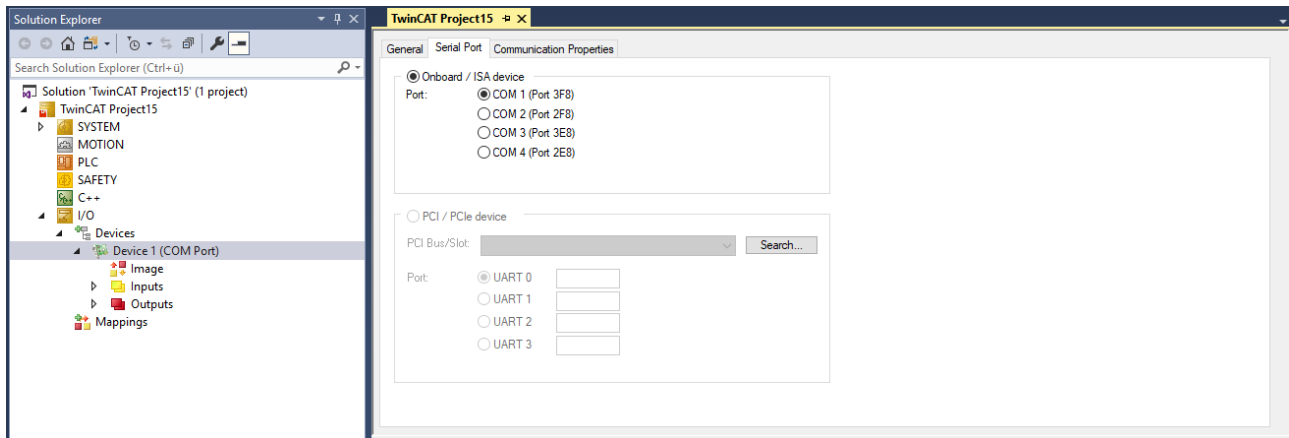 Solution Explorer
Search Solution Explorer (Ctrl+ü)
Solution 'TwinCAT Project15' (1 project)
TwinCAT Project15
SYSTEM
MOTION
PLC
SAFETY
C++
I/O
Devices
Device 1 (COM Port)
Image
Inputs
Outputs
Mappings
TwinCAT Project15
General Serial Port Communication Properties
Onboard / ISA device
Port: COM 1 (Port 3F8)
COM 2 (Port 2F8)
COM 3 (Port 3E8)
COM 4 (Port 2E8)
PCI / PCIe device
PCI Bus/Slot: Search...
Port: UART 0
UART 1
UART 2
UART 3